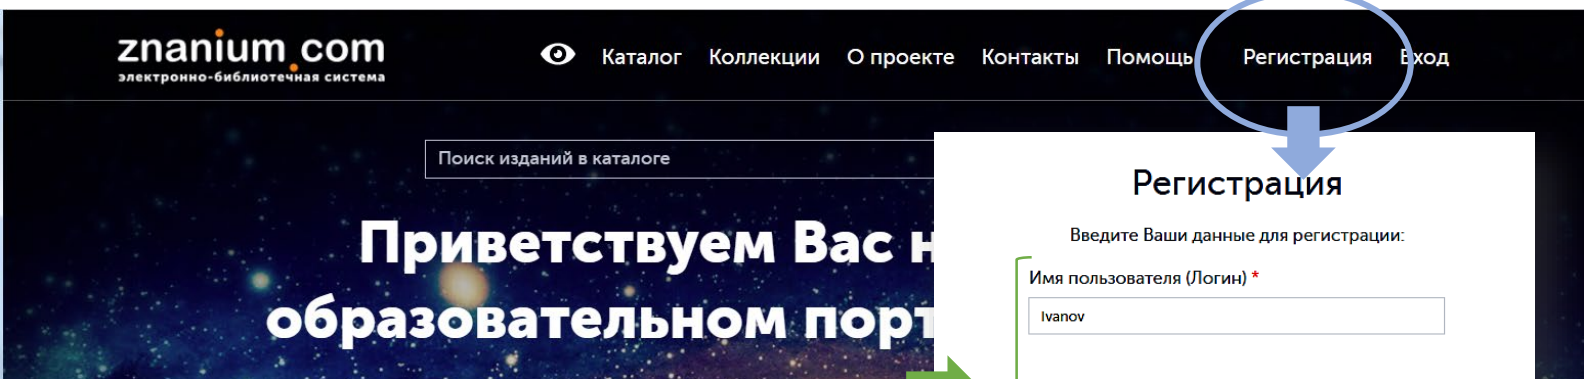 znanium.com
электронно-библиотечная система
Каталог Коллекции О проекте Контакты Помощь Регистрация Вход
Поиск изданий в каталоге
Приветствуем Вас н
образовательном порт
Регистрация
Введите Ваши данные для регистрации:
Имя пользователя (Логин) *
Ivanov